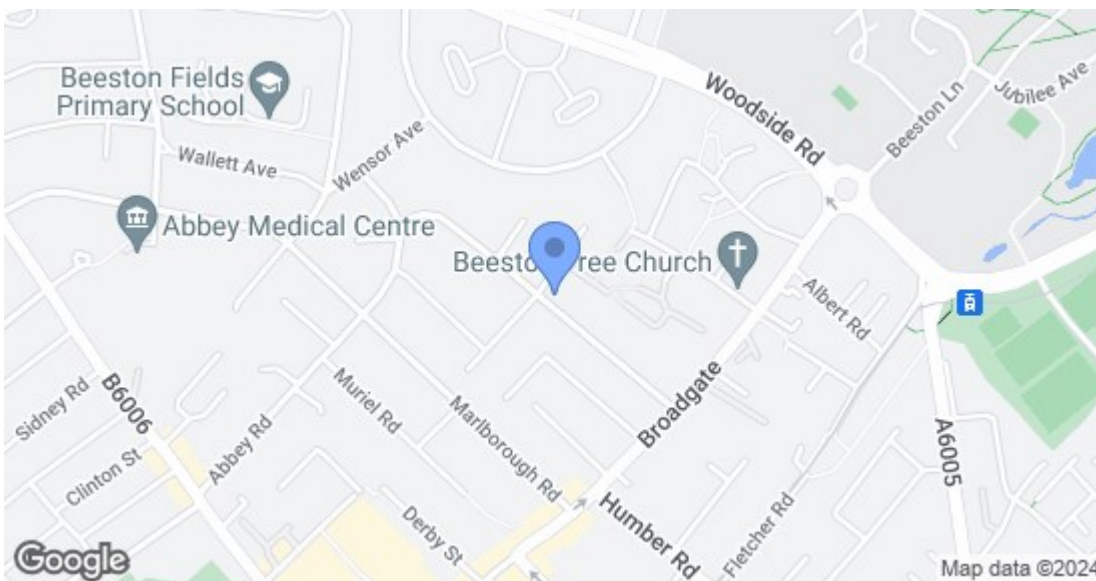 Beeston Fields
Primary School
Woodside Rd
Beeston Ln
Jubilee Ave
Wallett Ave
Wensor Ave
Abbey Medical Centre
Beesto ree Church
Albert Rd
Sidney Rd
B6006
Muriel Rd
Marlborough Rd
Broadgate
A6005
Clinton St
Abbey Rd
Derby St
Humber Rd
Fletcher Rd
Google
Map data ©2024